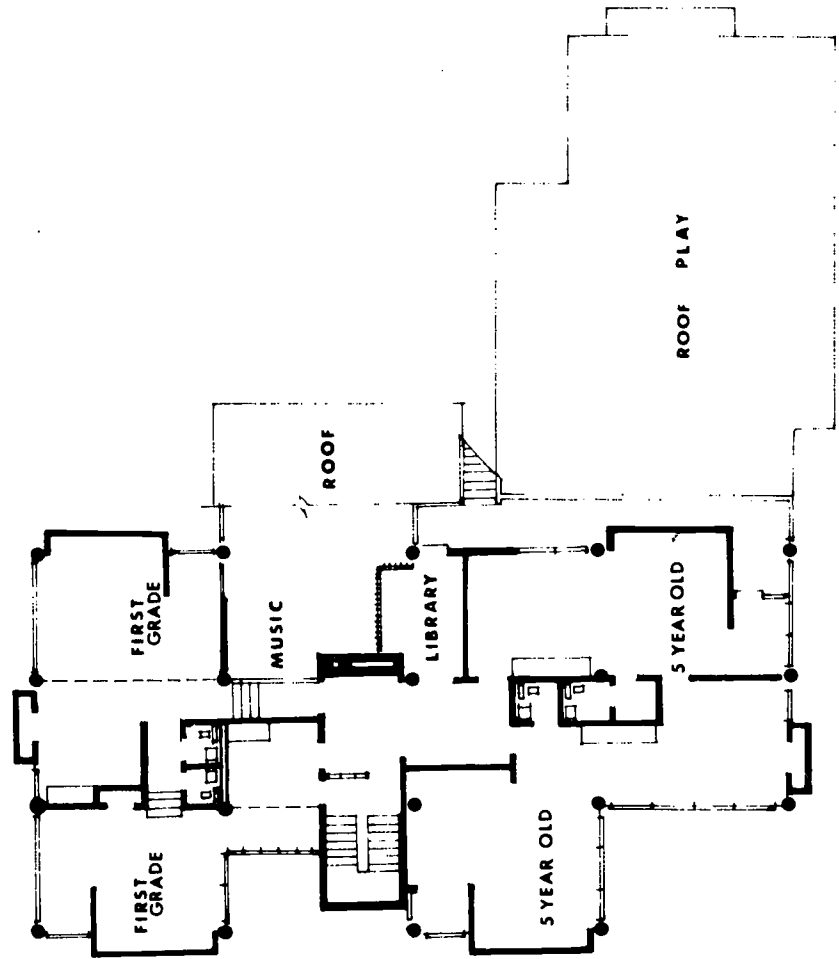 ROOF PLAY
ROOF
FIRST
GRADE
MUSIC
LIBRARY
5 YEAR OLD
FIRST
GRADE
5 YEAR OLD